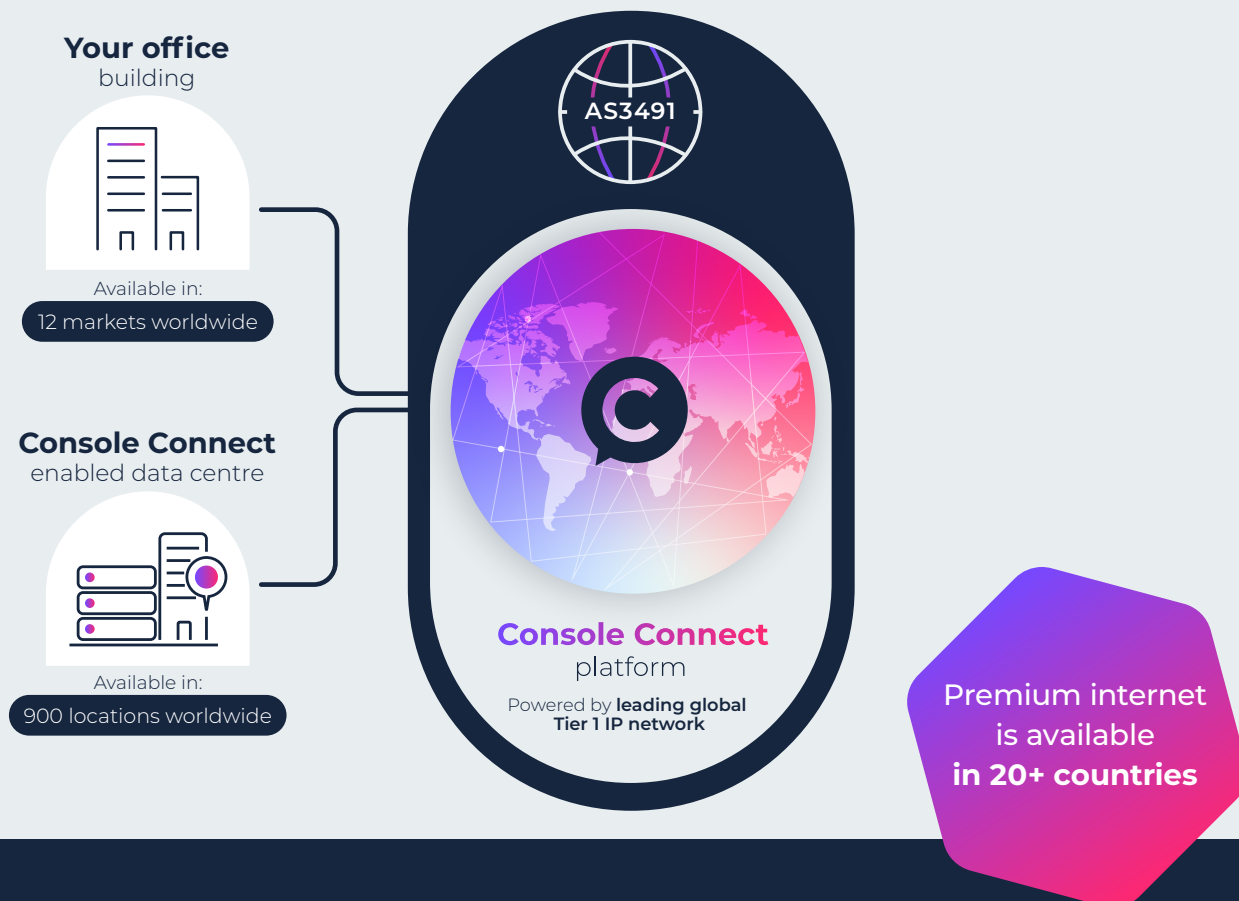 Your office
building
Available in:
12 markets worldwide
Console Connect
enabled data centre
Available in:
900 locations worldwide
AS3491
Console Connect
platform
Powered by leading global
Tier 1 IP network
Premium internet
is available
in 20+ countries